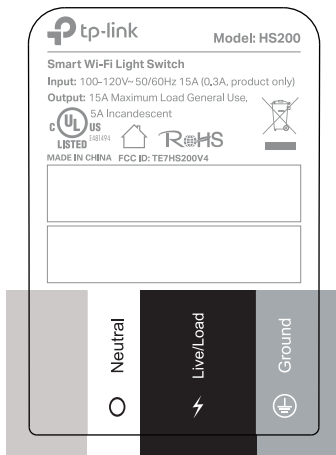 tp-link
Model: HS200
Smart Wi-Fi Light Switch
Input: 100-120V~ 50/60Hz 15A (0.3A, product only)
Output: 15A Maximum Load General Use,
5A Incandescent
C UL US
LISTED E481494
RoHS
MADE IN CHINA FCC ID: TE7HS200V4
Neutral
Live/Load
Ground